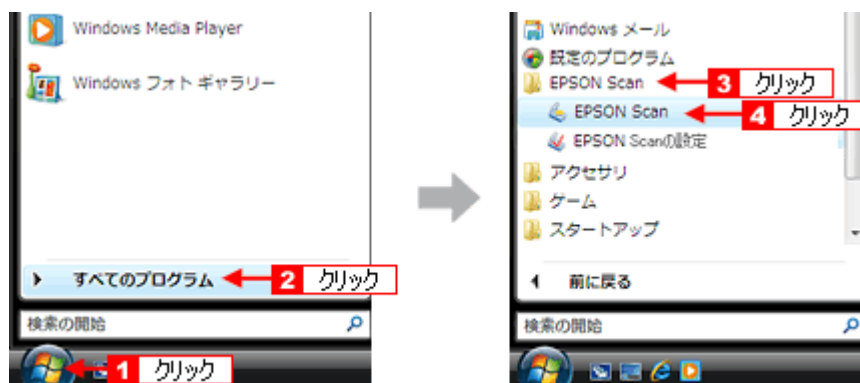 Windows Media Player
Windows フォト ギャラリー
すべてのプログラム 2 クリック
検索の開始
1 クリック
Windows メール
既定のプログラム
EPSON Scan 3 クリック
EPSON Scan 4 クリック
EPSON Scanの設定
アクセサリ
ゲーム
スタートアップ
前に戻る
検索の開始